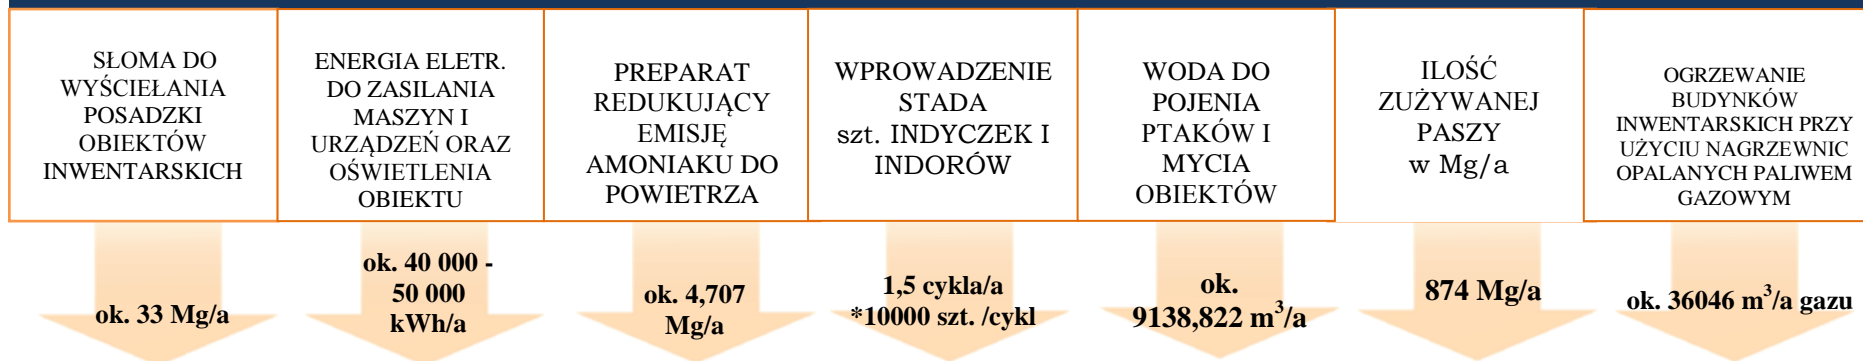 SŁOMA DO
WYŚCIEŁANIA
POSADZKI
OBIEKTÓW
INWENTARSKICH
ENERGIA ELETR.
DO ZASILANIA
MASZYN I
URZĄDZEŃ ORAZ
OŚWIETLENIA
OBIEKTU
PREPARAT
REDUKUJĄCY
EMISJĘ
AMONIAKU DO
POWIETRZA
WPROWADZENIE
STADA
szt. INDYCZEK I
INDORÓW
WODA DO
POJENIA
PTAKÓW I
MYCIA
OBIEKTÓW
ILOŚĆ
ZUŻYWANEJ
PASZY
w Mg/a
OGRZEWANIE
BUDYNKÓW
INWENTARSKICH PRZY
UŻYCIU NAGRZEWNIC
OPALANYCH PALIWEM
GAZOWYM
ok. 33 Mg/a
ok. 40 000 -
50 000
kWh/a
ok. 4,707
Mg/a
1,5 cykla/a
*10000 szt. /cykl
ok.
9138,822 m³/a
874 Mg/a
ok. 36046 m³/a gazu